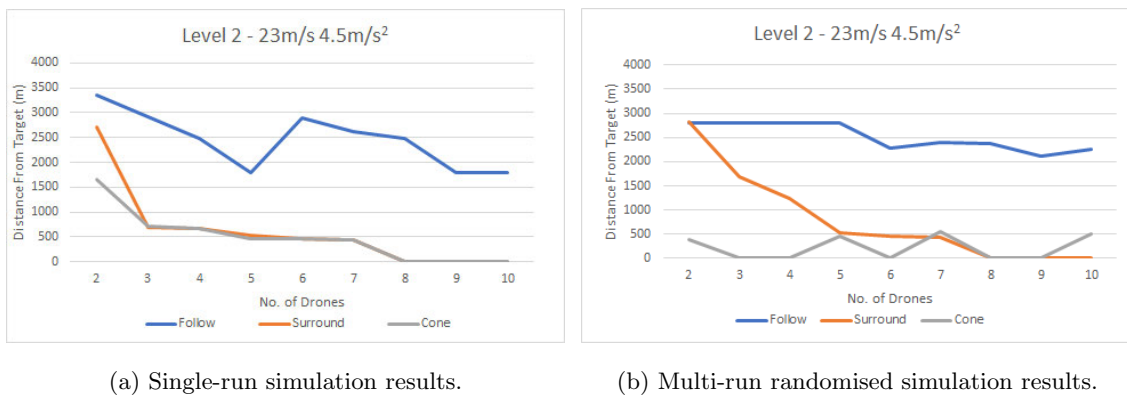 Level 2 - 23m/s 4.5m/s²
Distance From Target (m)
4000
3500
3000
2500
2000
1500
1000
500
0
2 3 4 5 6 7 8 9 10
No. of Drones
Follow Surround Cone
(a) Single-run simulation results.
Level 2 - 23m/s 4.5m/s²
Distance From Target (m)
4000
3500
3000
2500
2000
1500
1000
500
0
2 3 4 5 6 7 8 9 10
No. of Drones
Follow Surround Cone
(b) Multi-run randomised simulation results.